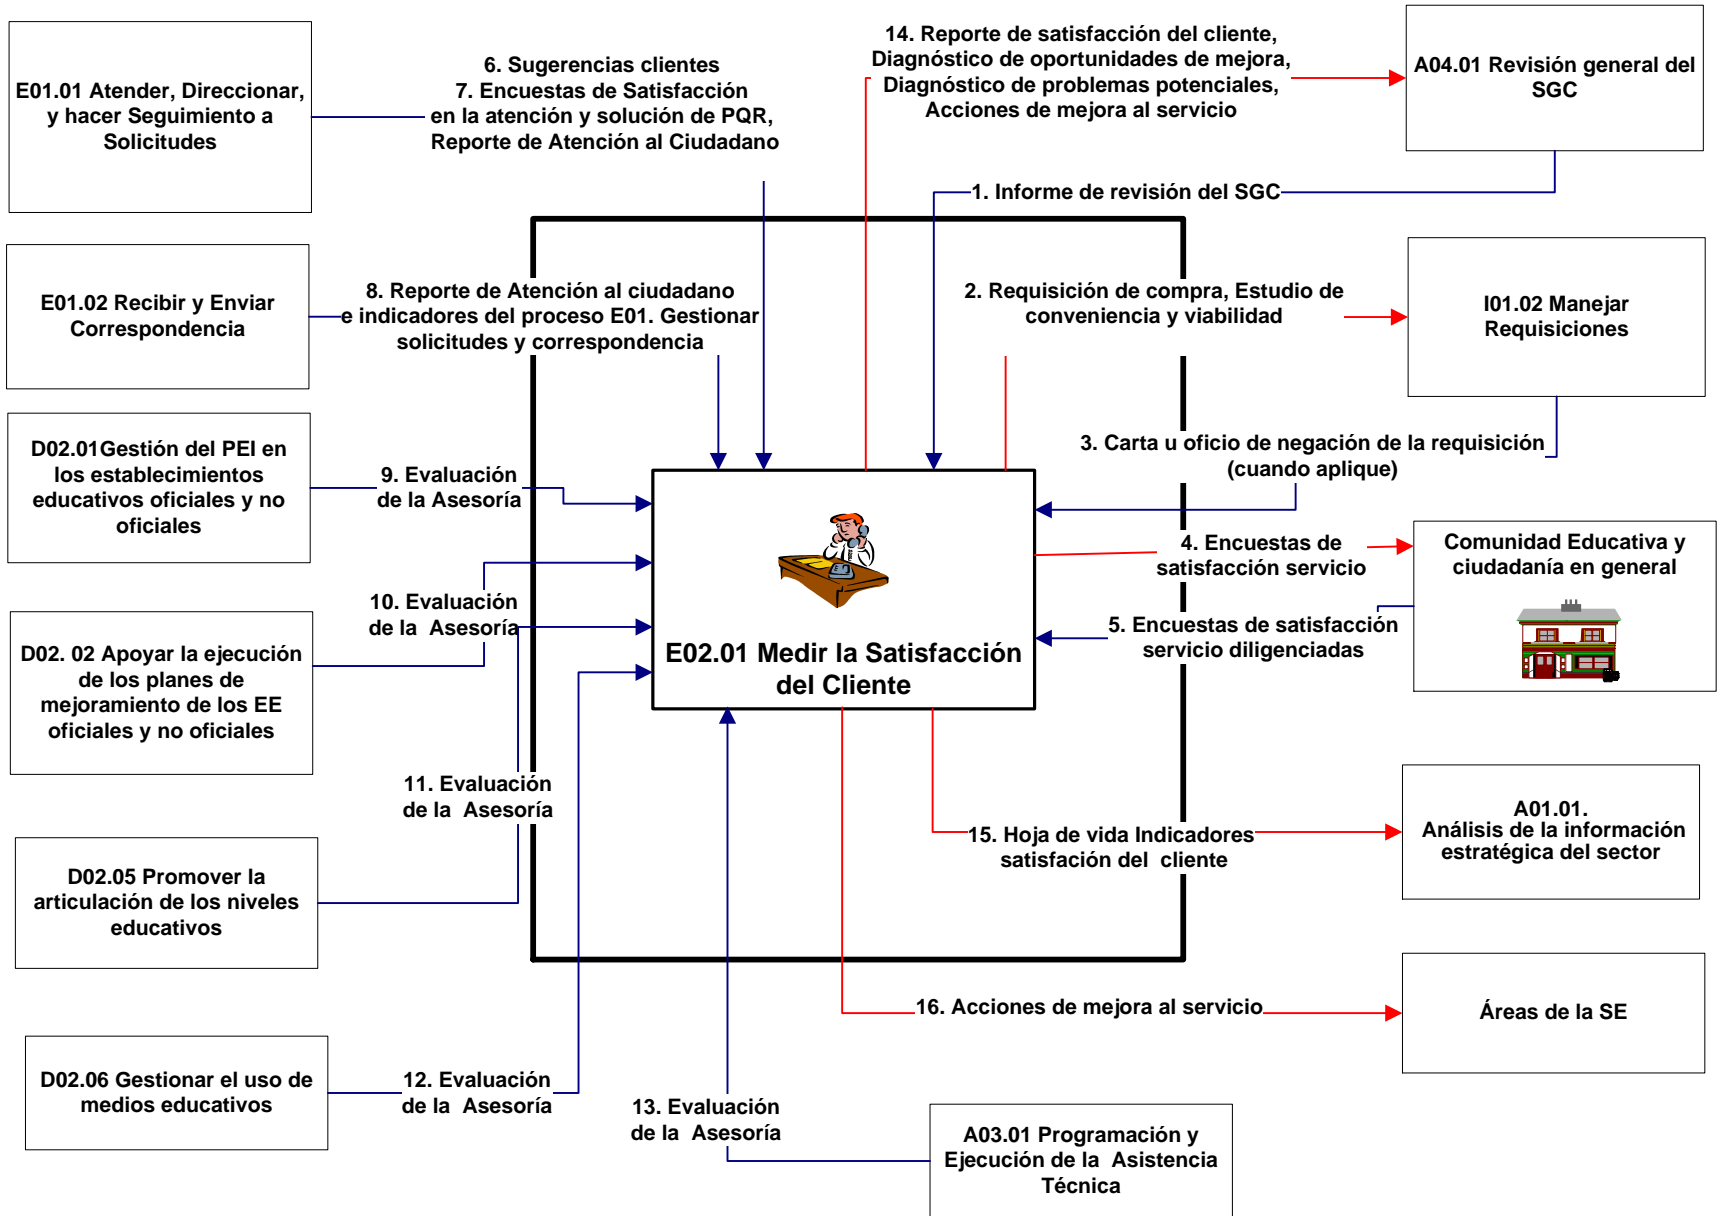 E01.01 Atender, Direccionar,
y hacer Seguimiento a
Solicitudes
6. Sugerencias clientes
7. Encuestas de Satisfacción
en la atención y solución de PQR,
Reporte de Atención al Ciudadano
14. Reporte de satisfacción del cliente,
Diagnóstico de oportunidades de mejora,
Diagnóstico de problemas potenciales,
Acciones de mejora al servicio
A04.01 Revisión general del
SGC
1. Informe de revisión del SGC
E01.02 Recibir y Enviar
Correspondencia
8. Reporte de Atención al ciudadano
e indicadores del proceso E01. Gestionar
solicitudes y correspondencia
2. Requisición de compra, Estudio de
conveniencia y viabilidad
I01.02 Manejar
Requisiciones
D02.01Gestión del PEI en
los establecimientos
educativos oficiales y no
oficiales
9. Evaluación
de la Asesoría
3. Carta u oficio de negación de la requisición
(cuando aplique)
4. Encuestas de
satisfacción servicio
Comunidad Educativa y
ciudadanía en general
10. Evaluación
de la  Asesoría
5. Encuestas de satisfacción
servicio diligenciadas
E02.01 Medir la Satisfacción
del Cliente
D02. 02 Apoyar la ejecución
de los planes de
mejoramiento de los EE
oficiales y no oficiales
11. Evaluación
de la  Asesoría
15. Hoja de vida Indicadores
satisfación del  cliente
A01.01.
Análisis de la información
estratégica del sector
D02.05 Promover la
articulación de los niveles
educativos
16. Acciones de mejora al servicio
Áreas de la SE
D02.06 Gestionar el uso de
medios educativos
12. Evaluación
de la  Asesoría
13. Evaluación
de la  Asesoría
A03.01 Programación y
Ejecución de la  Asistencia
Técnica